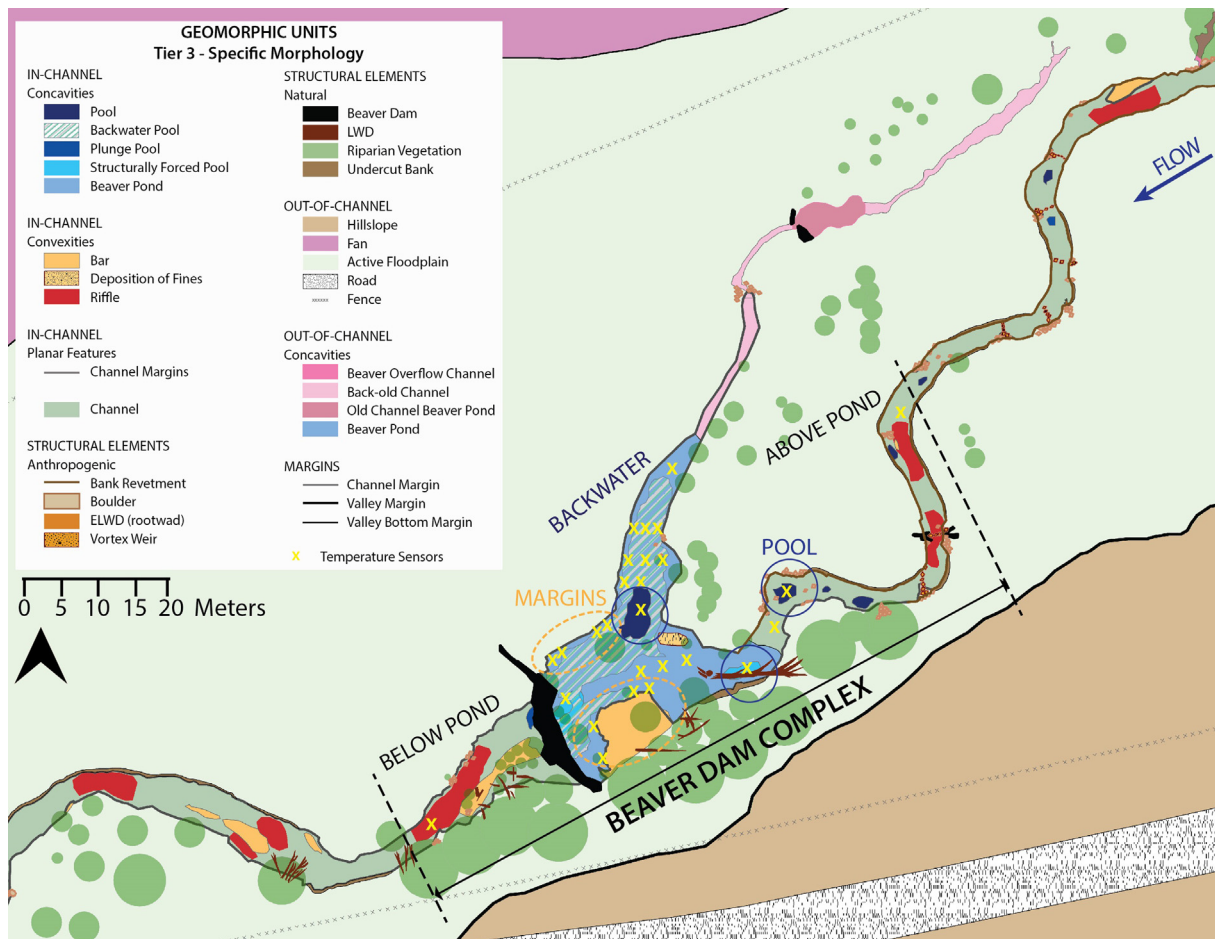 GEOMORPHIC UNITS
Tier 3 - Specific Morphology
IN-CHANNEL
Concavities
Pool
Backwater Pool
Plunge Pool
Structurally Forced Pool
Beaver Pond
IN-CHANNEL
Convexities
Bar
Deposition of Fines
Riffle
IN-CHANNEL
Planar Features
Channel Margins
Channel
STRUCTURAL ELEMENTS
Anthropogenic
Bank Revetment
Boulder
ELWD (rootwad)
Vortex Weir
STRUCTURAL ELEMENTS
Natural
Beaver Dam
LWD
Riparian Vegetation
Undercut Bank
OUT-OF-CHANNEL
Hillslope
Fan
Active Floodplain
Road
Fence
OUT-OF-CHANNEL
Concavities
Beaver Overflow Channel
Back-old Channel
Old Channel Beaver Pond
Beaver Pond
MARGINS
Channel Margin
Valley Margin
Valley Bottom Margin
X Temperature Sensors
0 5 10 20 Meters
FLOW
ABOVE POND
BACKWATER
POOL
MARGINS
BELOW POND
BEAVER DAM COMPLEX